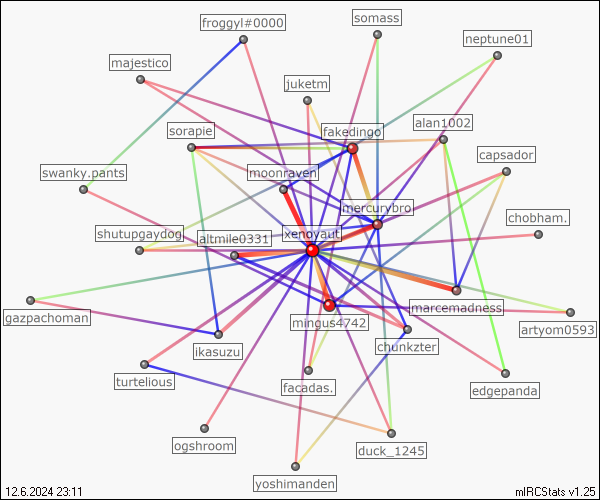 froggyl#0000
somass
neptune01
majestico
juketm
fakedingo
alan1002
sorapie
capsador
swanky.pants
moonraven
mercurybro
chobham.
shutupgaydog
altmile0331
xenoyaut
gazpachoman
mingus4742
marcemadness
artyom0593
ikasuzu
chunkzter
turtelious
facadas.
edgepanda
ogshroom
duck_1245
yoshimanden
12.6.2024 23:11
mIRCStats v1.25